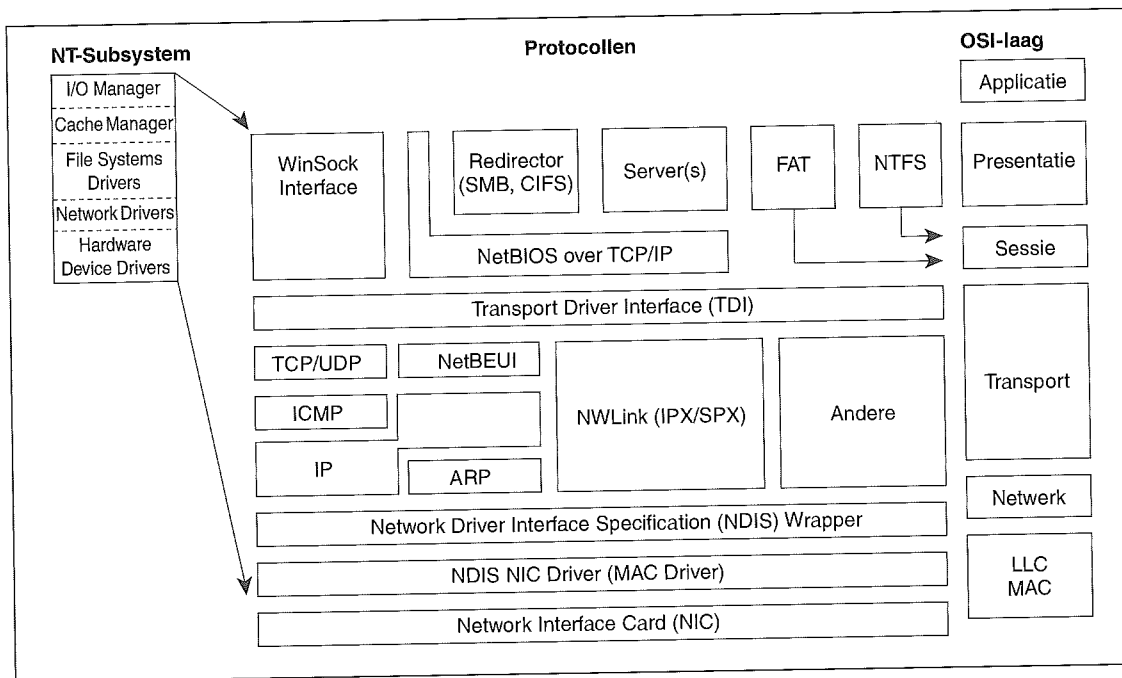 NT-Subsystem
I/O Manager
Cache Manager
File Systems
Drivers
Network Drivers
Hardware
Device Drivers
Protocollen
WinSock
Interface
Redirector
(SMB, CIFS)
Server(s)
FAT
NTFS
NetBIOS over TCP/IP
Transport Driver Interface (TDI)
TCP/UDP
NetBEUI
ICMP
IP
ARP
NWLink (IPX/SPX)
Andere
Network Driver Interface Specification (NDIS) Wrapper
NDIS NIC Driver (MAC Driver)
Network Interface Card (NIC)
OSI-laag
Applicatie
Presentatie
Sessie
Transport
Netwerk
LLC
MAC